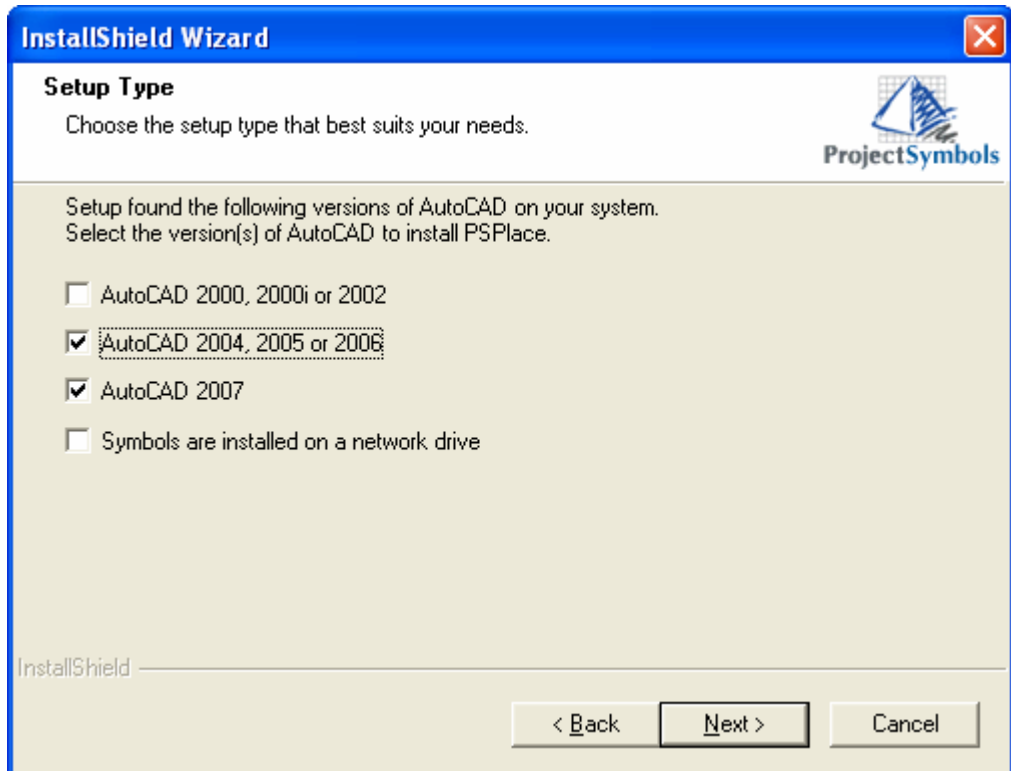 InstallShield Wizard
Setup Type
Choose the setup type that best suits your needs.
ProjectSymbols
Setup found the following versions of AutoCAD on your system.
Select the version(s) of AutoCAD to install PSPlace.
AutoCAD 2000, 2000i or 2002
AutoCAD 2004, 2005 or 2006
AutoCAD 2007
Symbols are installed on a network drive
InstallShield
< Back
Next >
Cancel